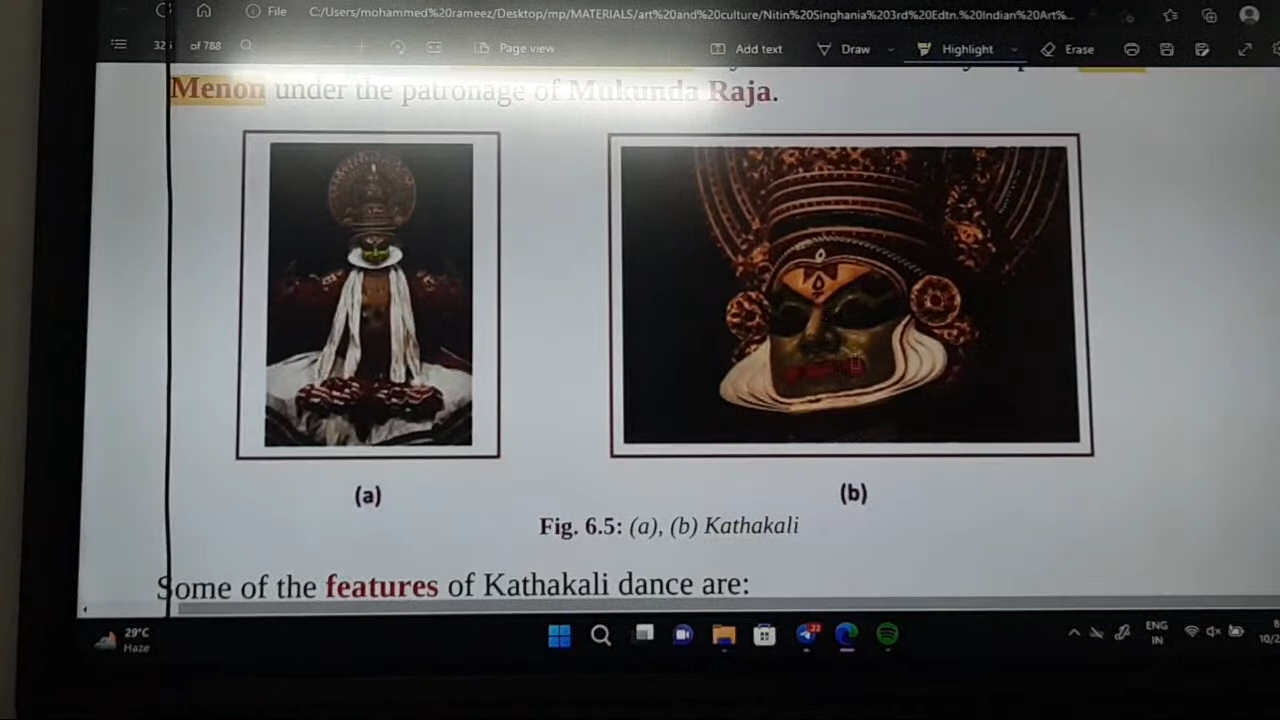 File C:/Users/mohammed%20rameez/Desktop/mp/MATERIALS/art%20and%20culture/Nitin%20Singhania%203rd%20Edtn.%20Indian%20Art%...
of 788 Page view Add text Draw Highlight Erase
Menon under the patronage of Mukunda Raja.
(a) (b)
Fig. 6.5: (a), (b) Kathakali
Some of the features of Kathakali dance are:
29°C
Haze
ENG
IN